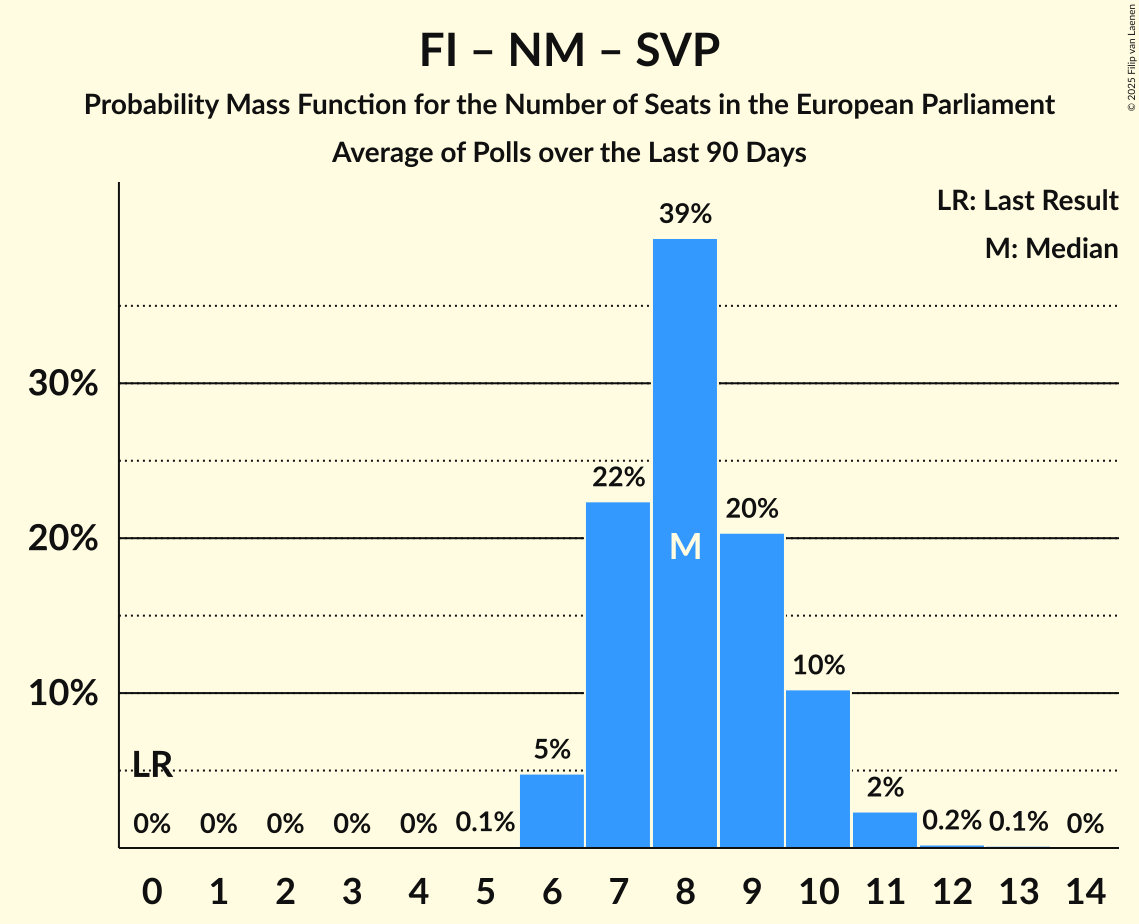 FI – NM – SVP
Probability Mass Function for the Number of Seats in the European Parliament
Average of Polls over the Last 90 Days
© 2025 Filip van Laenen
LR: Last Result
M: Median
39%
30%
22%
20%
20%
M
10%
10%
5%
LR
2%
0% 0% 0% 0% 0% 0.1% 0.2% 0.1% 0%
0 1 2 3 4 5 6 7 8 9 10 11 12 13 14